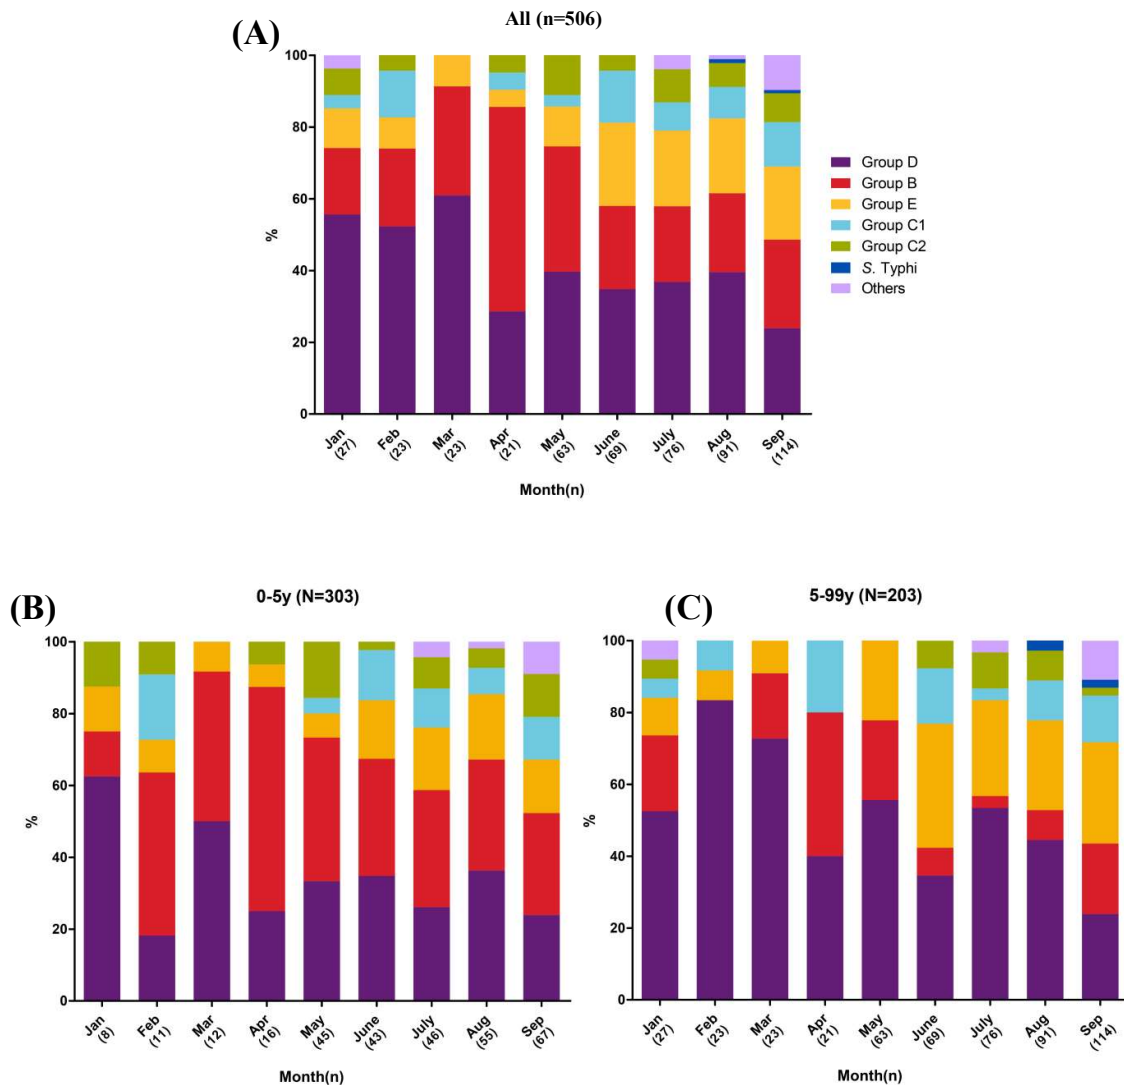 (A)
All (n=506)
100
80
60
40
20
0
%
Jan (27)
Feb (23)
Mar (23)
Apr (21)
May (63)
June (69)
July (76)
Aug (91)
Sep (114)
Month(n)
Group D
Group B
Group E
Group C1
Group C2
S. Typhi
Others
(B)
0-5y (N=303)
100
80
60
40
20
0
%
Jan (8)
Feb (11)
Mar (12)
Apr (16)
May (45)
June (43)
July (46)
Aug (55)
Sep (67)
Month(n)
(C)
5-99y (N=203)
100
80
60
40
20
0
%
Jan (27)
Feb (23)
Mar (23)
Apr (21)
May (63)
June (69)
July (76)
Aug (91)
Sep (114)
Month(n)